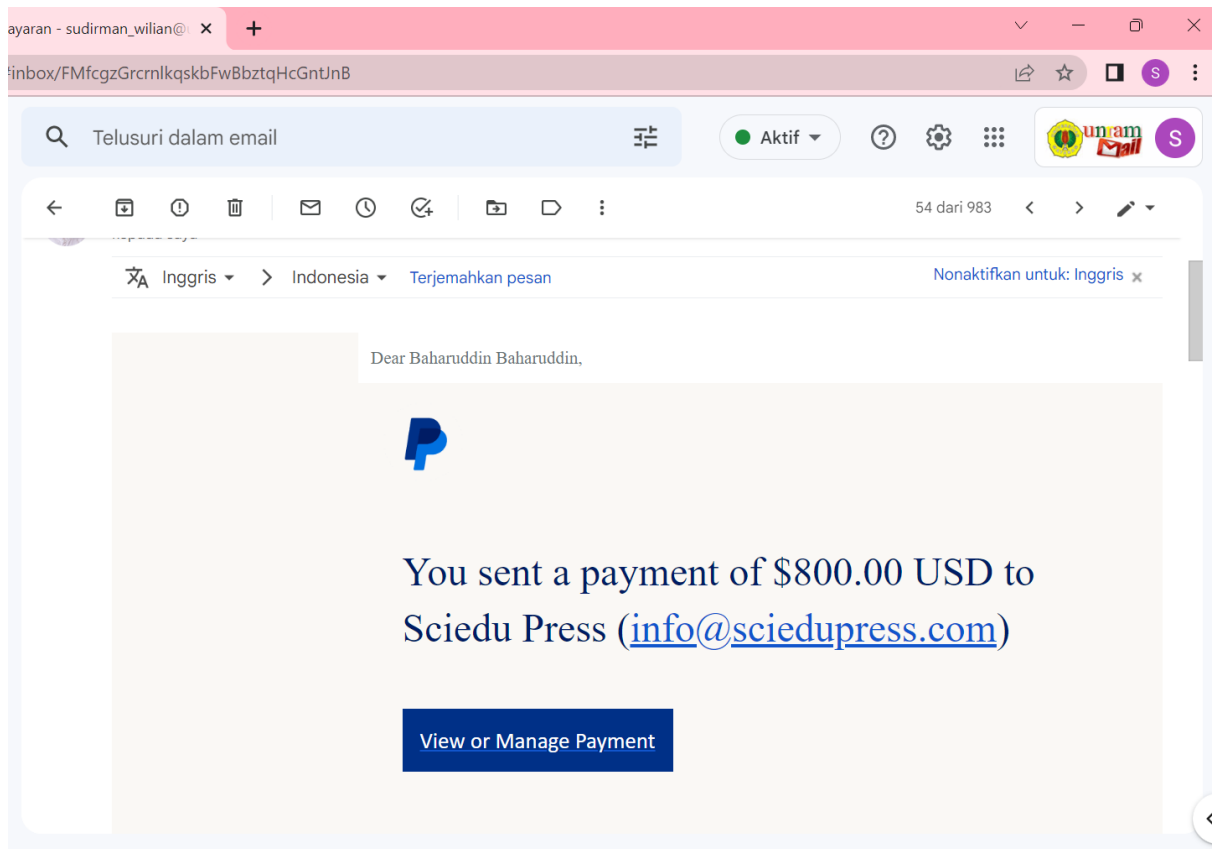 ayaran - sudirman_wilian@
inbox/FMfcgzGrcrnlkqskbFwBbztqHcGntJnB
S
Telusuri dalam email
Aktif
unram
Mail
S
54 dari 983
Inggris
Indonesia
Terjemahkan pesan
Nonaktifkan untuk: Inggris
Dear Baharuddin Baharuddin,
You sent a payment of $800.00 USD to
Sciedu Press (info@sciedupress.com)
View or Manage Payment